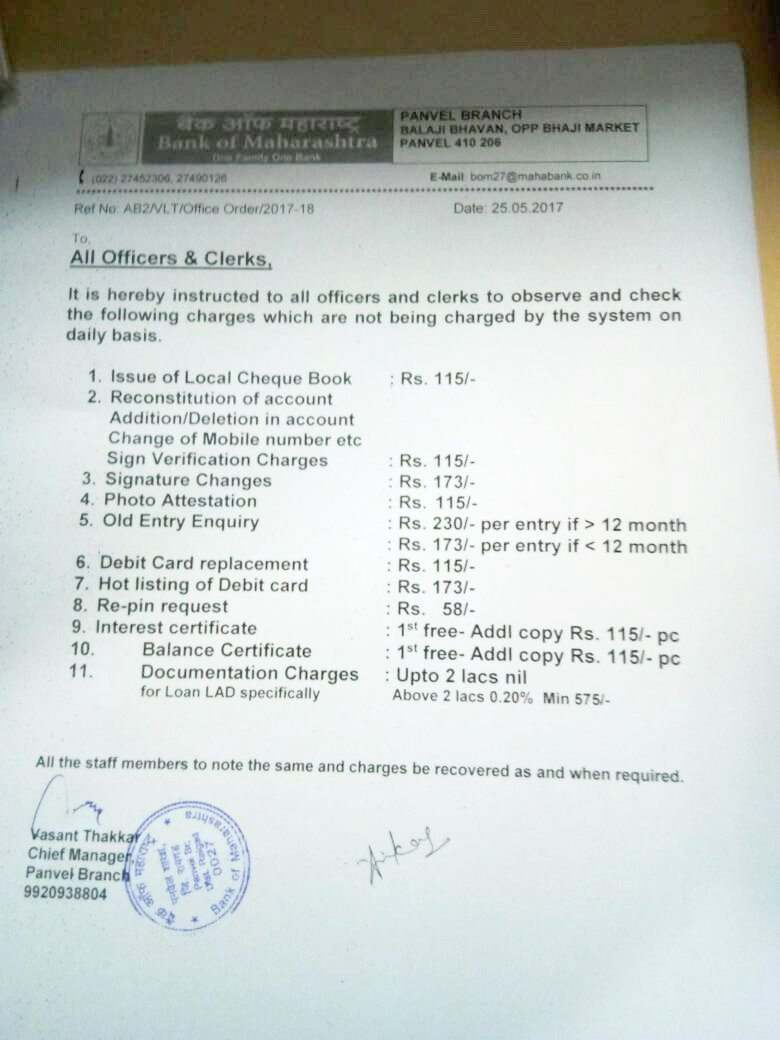 बैंक ऑफ महाराष्ट्र
Bank of Maharashtra
One Family One Bank
PANVEL BRANCH
BALAJI BHAVAN, OPP BHAJI MARKET
PANVEL 410 206
(022) 27452306, 27490126 E-Mail bom27@mahabank.co.in
Ref No: AB2/VLT/Office Order/2017-18 Date: 25.05.2017
To,
All Officers & Clerks,
It is hereby instructed to all officers and clerks to observe and check
the following charges which are not being charged by the system on
daily basis.
1. Issue of Local Cheque Book : Rs. 115/-
2. Reconstitution of account
Addition/Deletion in account
Change of Mobile number etc
Sign Verification Charges : Rs. 115/-
3. Signature Changes : Rs. 173/-
4. Photo Attestation : Rs. 115/-
5. Old Entry Enquiry : Rs. 230/- per entry if > 12 month
: Rs. 173/- per entry if < 12 month
6. Debit Card replacement : Rs. 115/-
7. Hot listing of Debit card : Rs. 173/-
8. Re-pin request : Rs. 58/-
9. Interest certificate : 1st free- Addl copy Rs. 115/- pc
10. Balance Certificate : 1st free- Addl copy Rs. 115/- pc
11. Documentation Charges : Upto 2 lacs nil
for Loan LAD specifically Above 2 lacs 0.20% Min 575/-
All the staff members to note the same and charges be recovered as and when required.
Vasant Thakkar
Chief Manager
Panvel Branch
9920938804
Bank of Maharashtra
0027